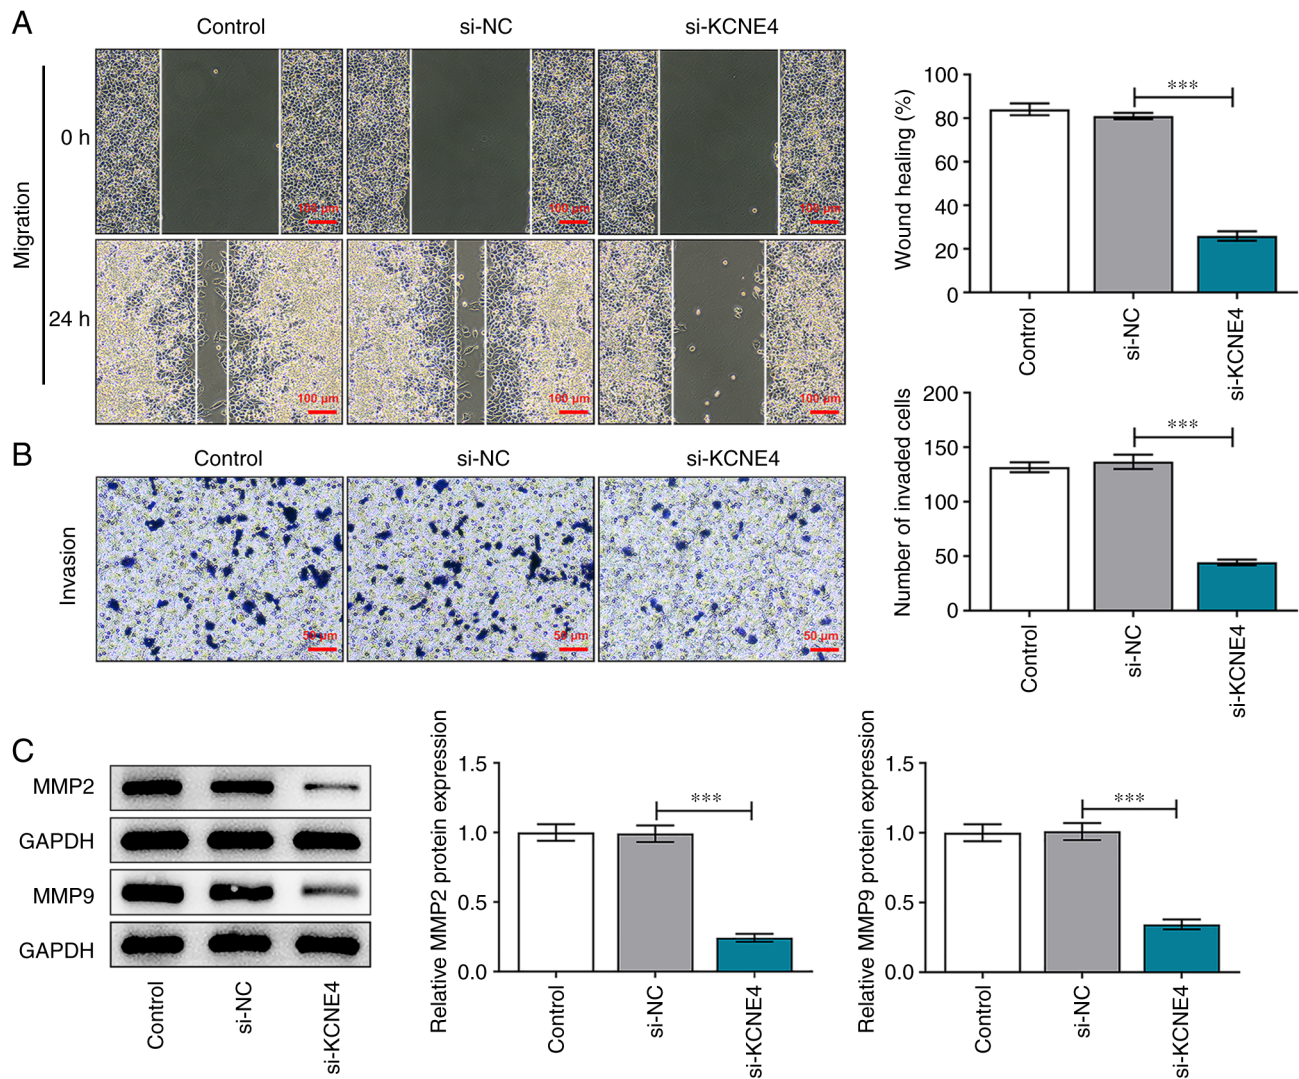 A
Control
si-NC
si-KCNE4
Migration
0 h
100 µm
100 µm
100 µm
24 h
100 µm
100 µm
100 µm
Wound healing (%)
100
80
60
40
20
0
***
Control
si-NC
si-KCNE4
B
Control
si-NC
si-KCNE4
Invasion
50 µm
50 µm
50 µm
Number of invaded cells
200
150
100
50
0
***
Control
si-NC
si-KCNE4
C
MMP2
GAPDH
MMP9
GAPDH
Control
si-NC
si-KCNE4
Relative MMP2 protein expression
1.5
1.0
0.5
0.0
***
Control
si-NC
si-KCNE4
Relative MMP9 protein expression
1.5
1.0
0.5
0.0
***
Control
si-NC
si-KCNE4